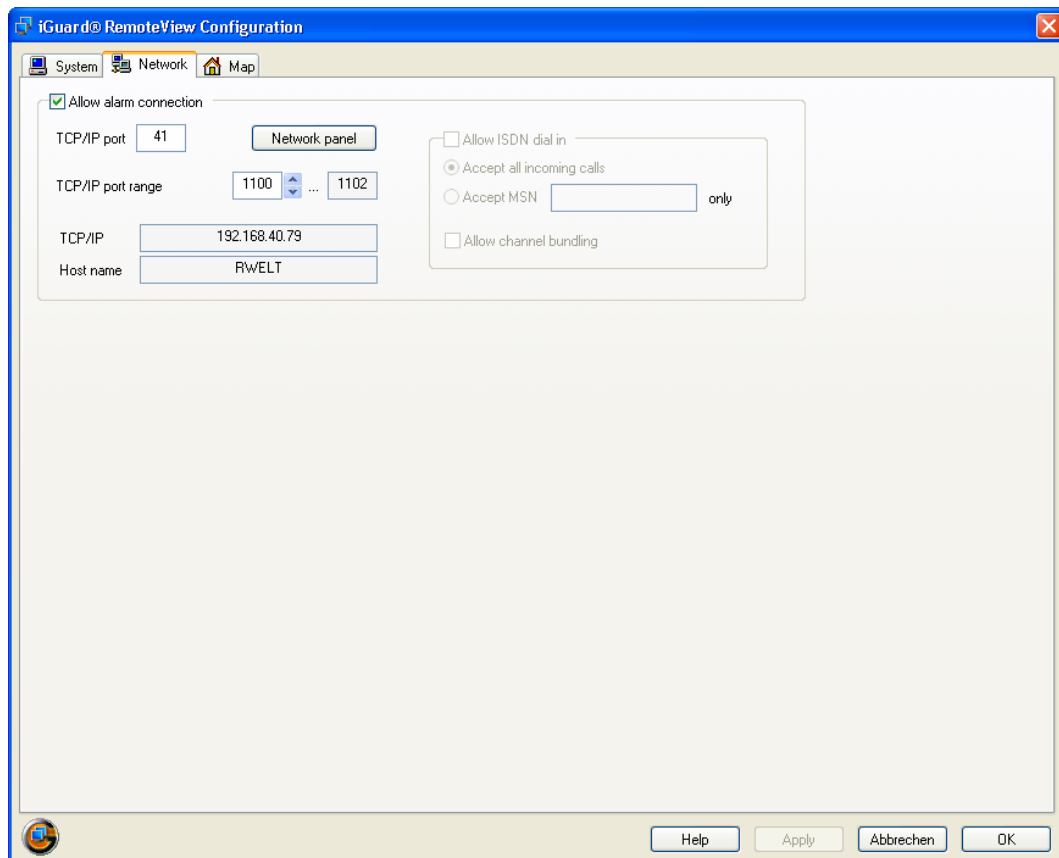 iGuard® RemoteView Configuration
System Network Map
Allow alarm connection
TCP/IP port 41 Network panel
TCP/IP port range 1100 ... 1102
TCP/IP 192.168.40.79
Host name RWELT
Allow ISDN dial in
Accept all incoming calls
Accept MSN only
Allow channel bundling
Help Apply Abbrechen OK